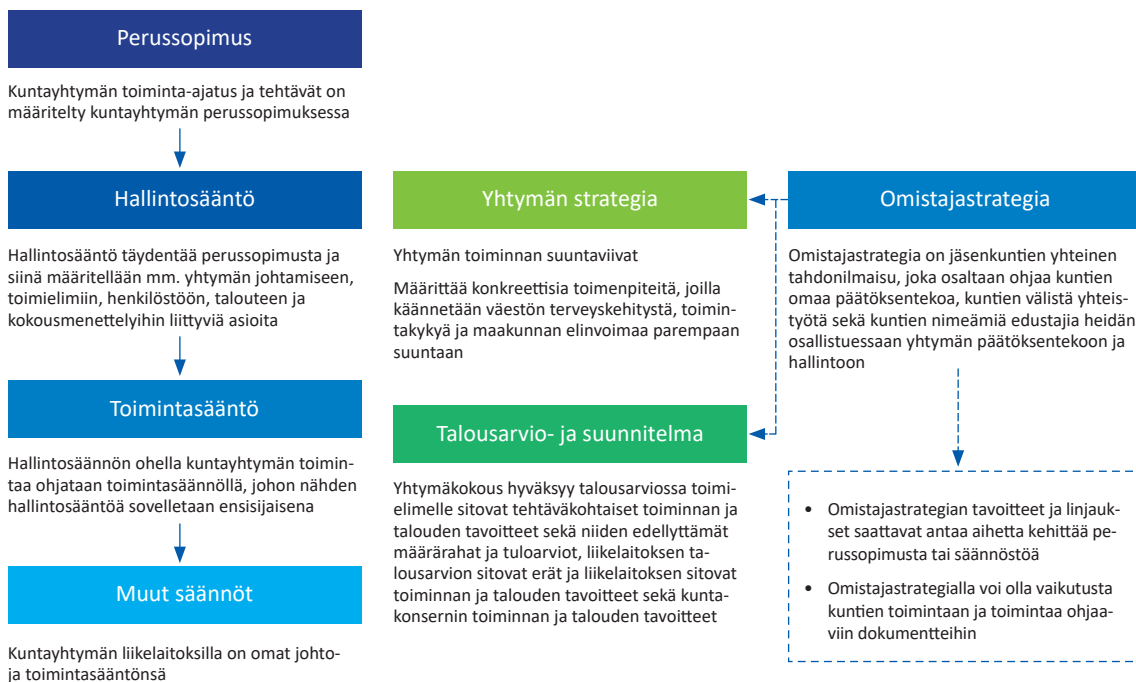 Perussopimus
Kuntayhtymän toiminta-ajatus ja tehtävät on
määritelty kuntayhtymän perussopimuksessa
Hallintosääntö
Hallintosääntö täydentää perussopimusta ja
siinä määritellään mm. yhtymän johtamiseen,
toimielimiin, henkilöstöön, talouteen ja
kokousmenettelyihin liittyviä asioita
Toimintasääntö
Hallintosäännön ohella kuntayhtymän toimin-
taa ohjataan toimintasäännöllä, johon nähden
hallintosääntöä sovelletaan ensisijaisena
Muut säännöt
Kuntayhtymän liikelaitoksilla on omat johto-
ja toimintasääntönsä
Yhtymän strategia
Yhtymän toiminnan suuntaviivat
Määrittää konkreettisia toimenpiteitä, joilla
käännetään väestön terveyskehitystä, toimin-
takykyä ja maakunnan elinvoimaa parempaan
suuntaan
Talousarvio- ja suunnitelma
Yhtymäkokous hyväksyy talousarviossa toimi-
elimelle sitovat tehtäväkohtaiset toiminnan ja
talouden tavoitteet sekä niiden edellyttämät
määrärahat ja tuloarviot, liikelaitoksen ta-
lousarvion sitovat erät ja liikelaitoksen sitovat
toiminnan ja talouden tavoitteet sekä kunta-
konsernin toiminnan ja talouden tavoitteet
Omistajastrategia
Omistajastrategia on jäsenkuntien yhteinen
tahdonilmaisu, joka osaltaan ohjaa kuntien
omaa päätöksentekoa, kuntien välistä yhteis-
työtä sekä kuntien nimeämiä edustajia heidän
osallistuessaan yhtymän päätöksentekoon ja
hallintoon
• Omistajastrategian tavoitteet ja linjauk-
set saattavat antaa aihetta kehittää pe-
russopimusta tai säännöstöä
• Omistajastrategialla voi olla vaikutusta
kuntien toimintaan ja toimintaa ohjaa-
viin dokumentteihin